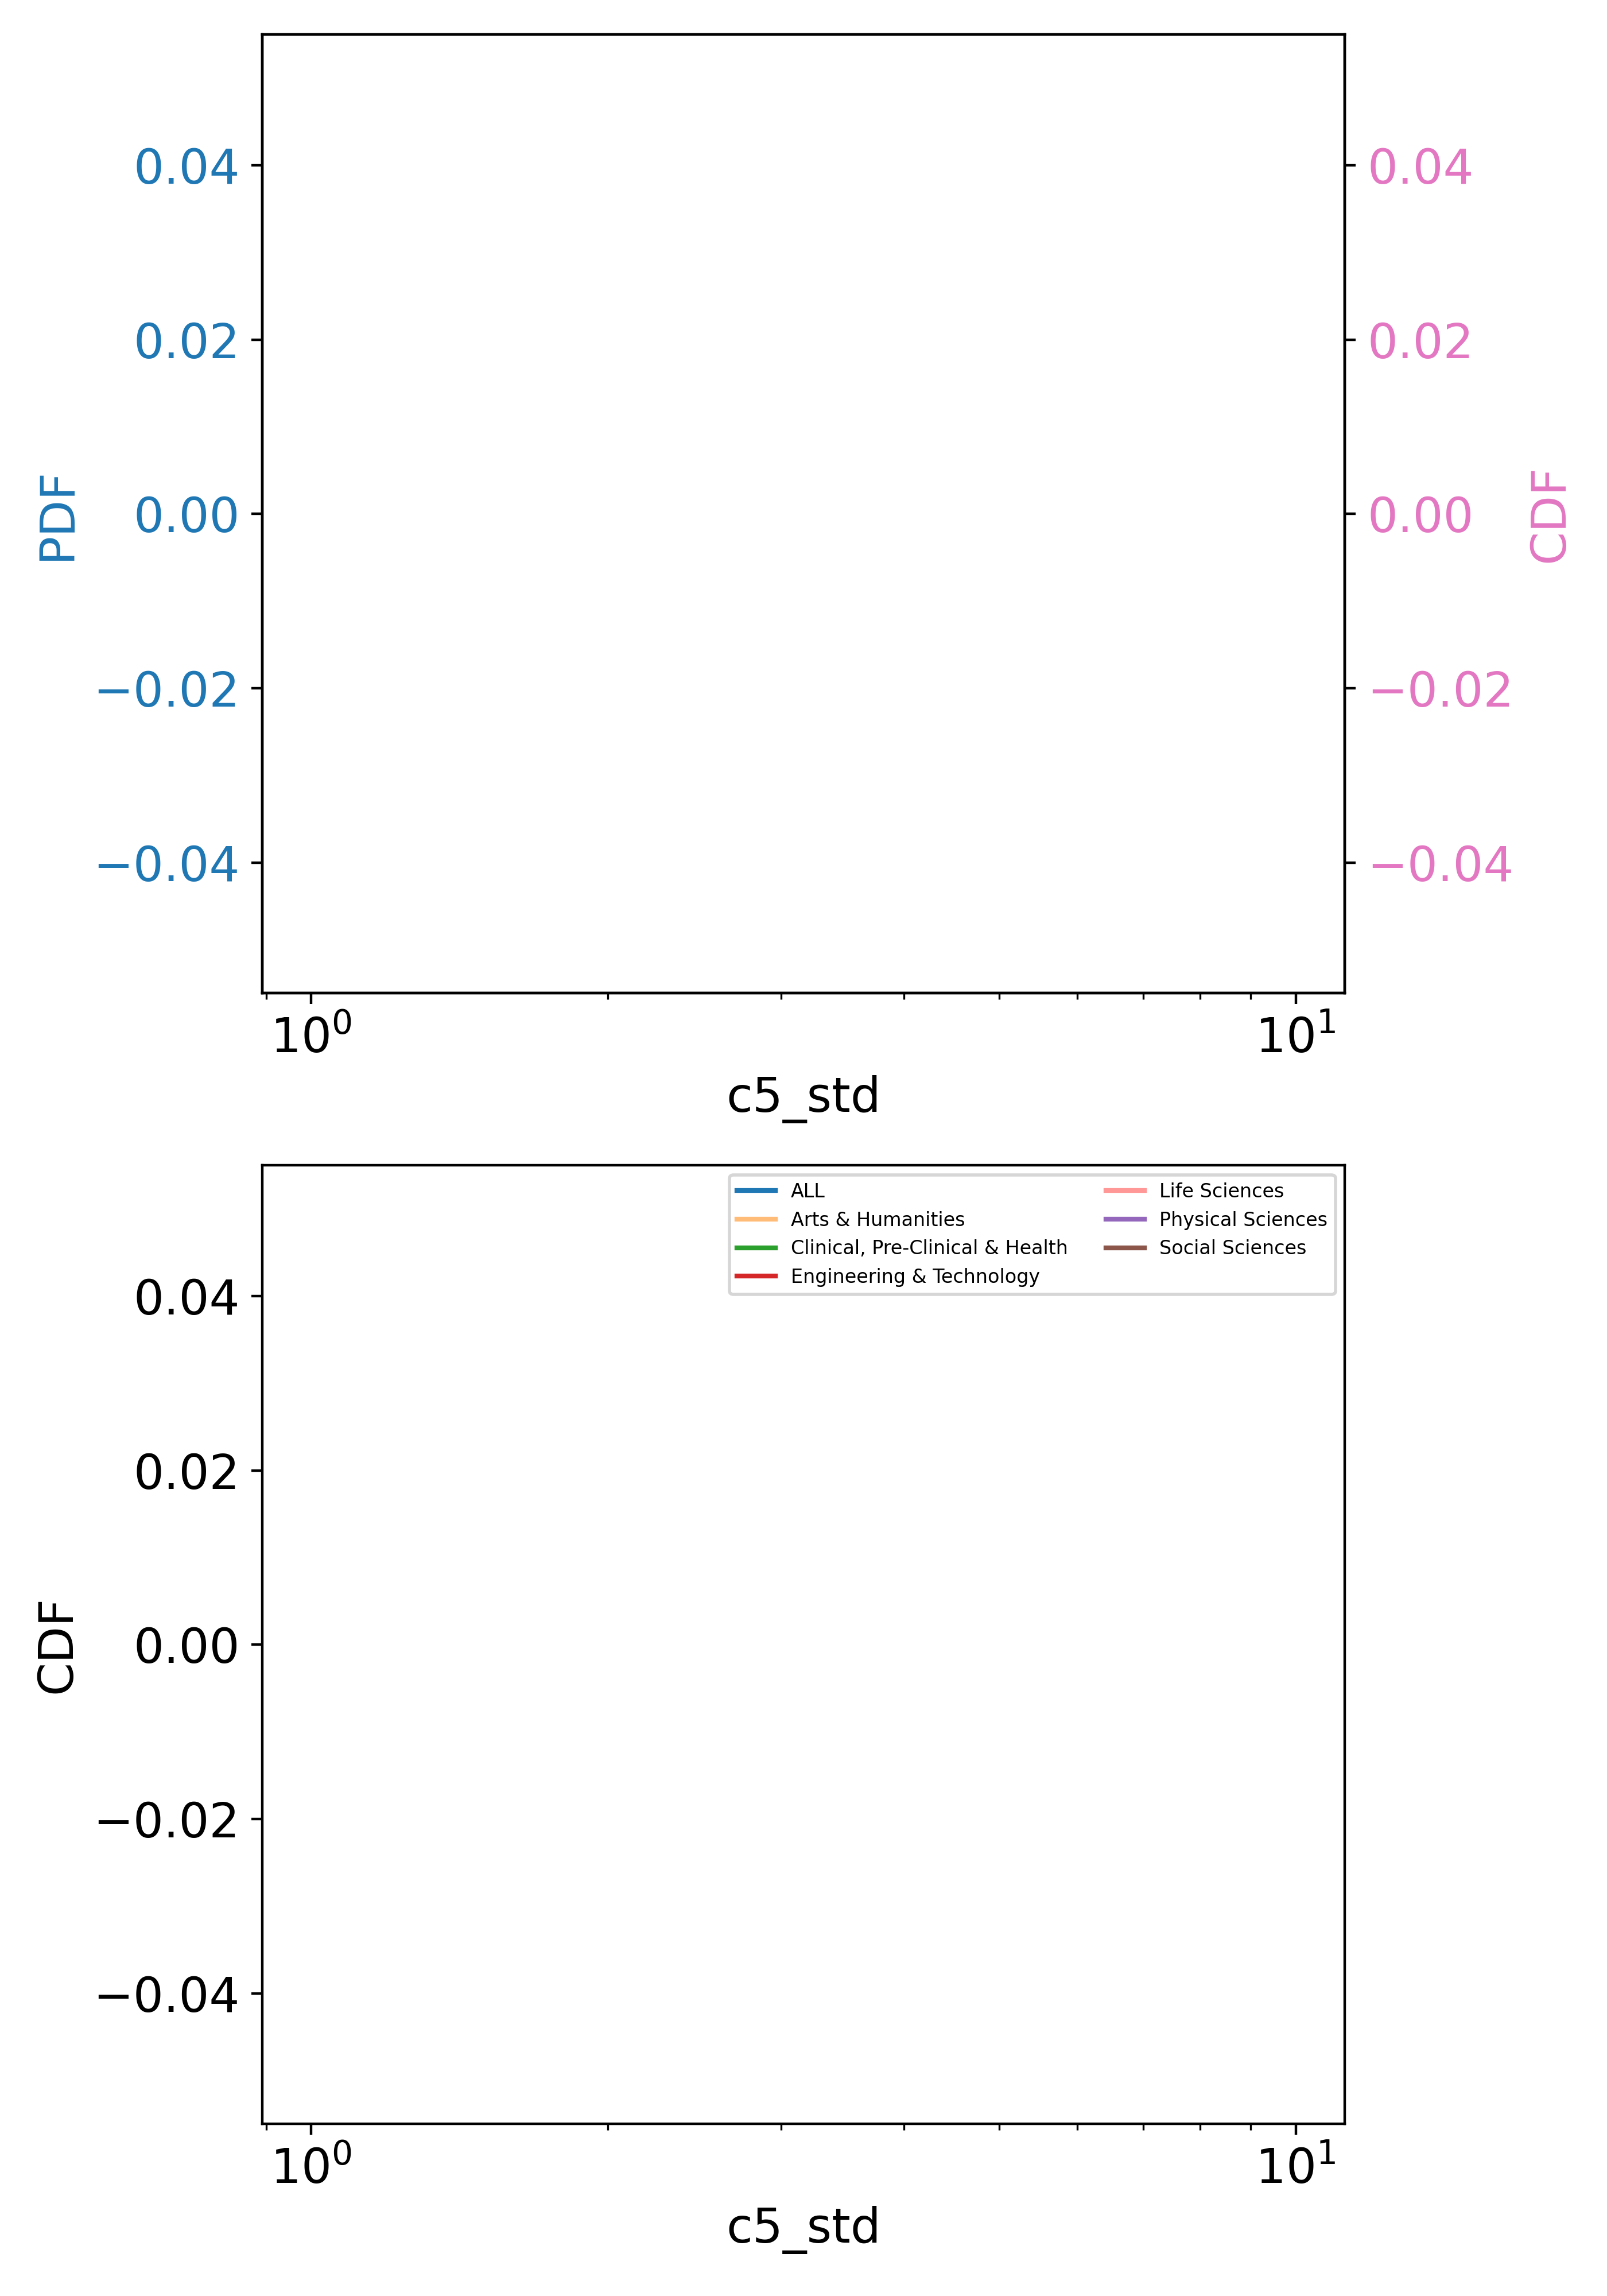 0.04
0.02
0.00
−0.02
−0.04
PDF
0.04
0.02
0.00
−0.02
−0.04
CDF
10⁰
10¹
c5_std
ALL
Arts & Humanities
Clinical, Pre-Clinical & Health
Engineering & Technology
Life Sciences
Physical Sciences
Social Sciences
0.04
0.02
0.00
−0.02
−0.04
CDF
10⁰
10¹
c5_std